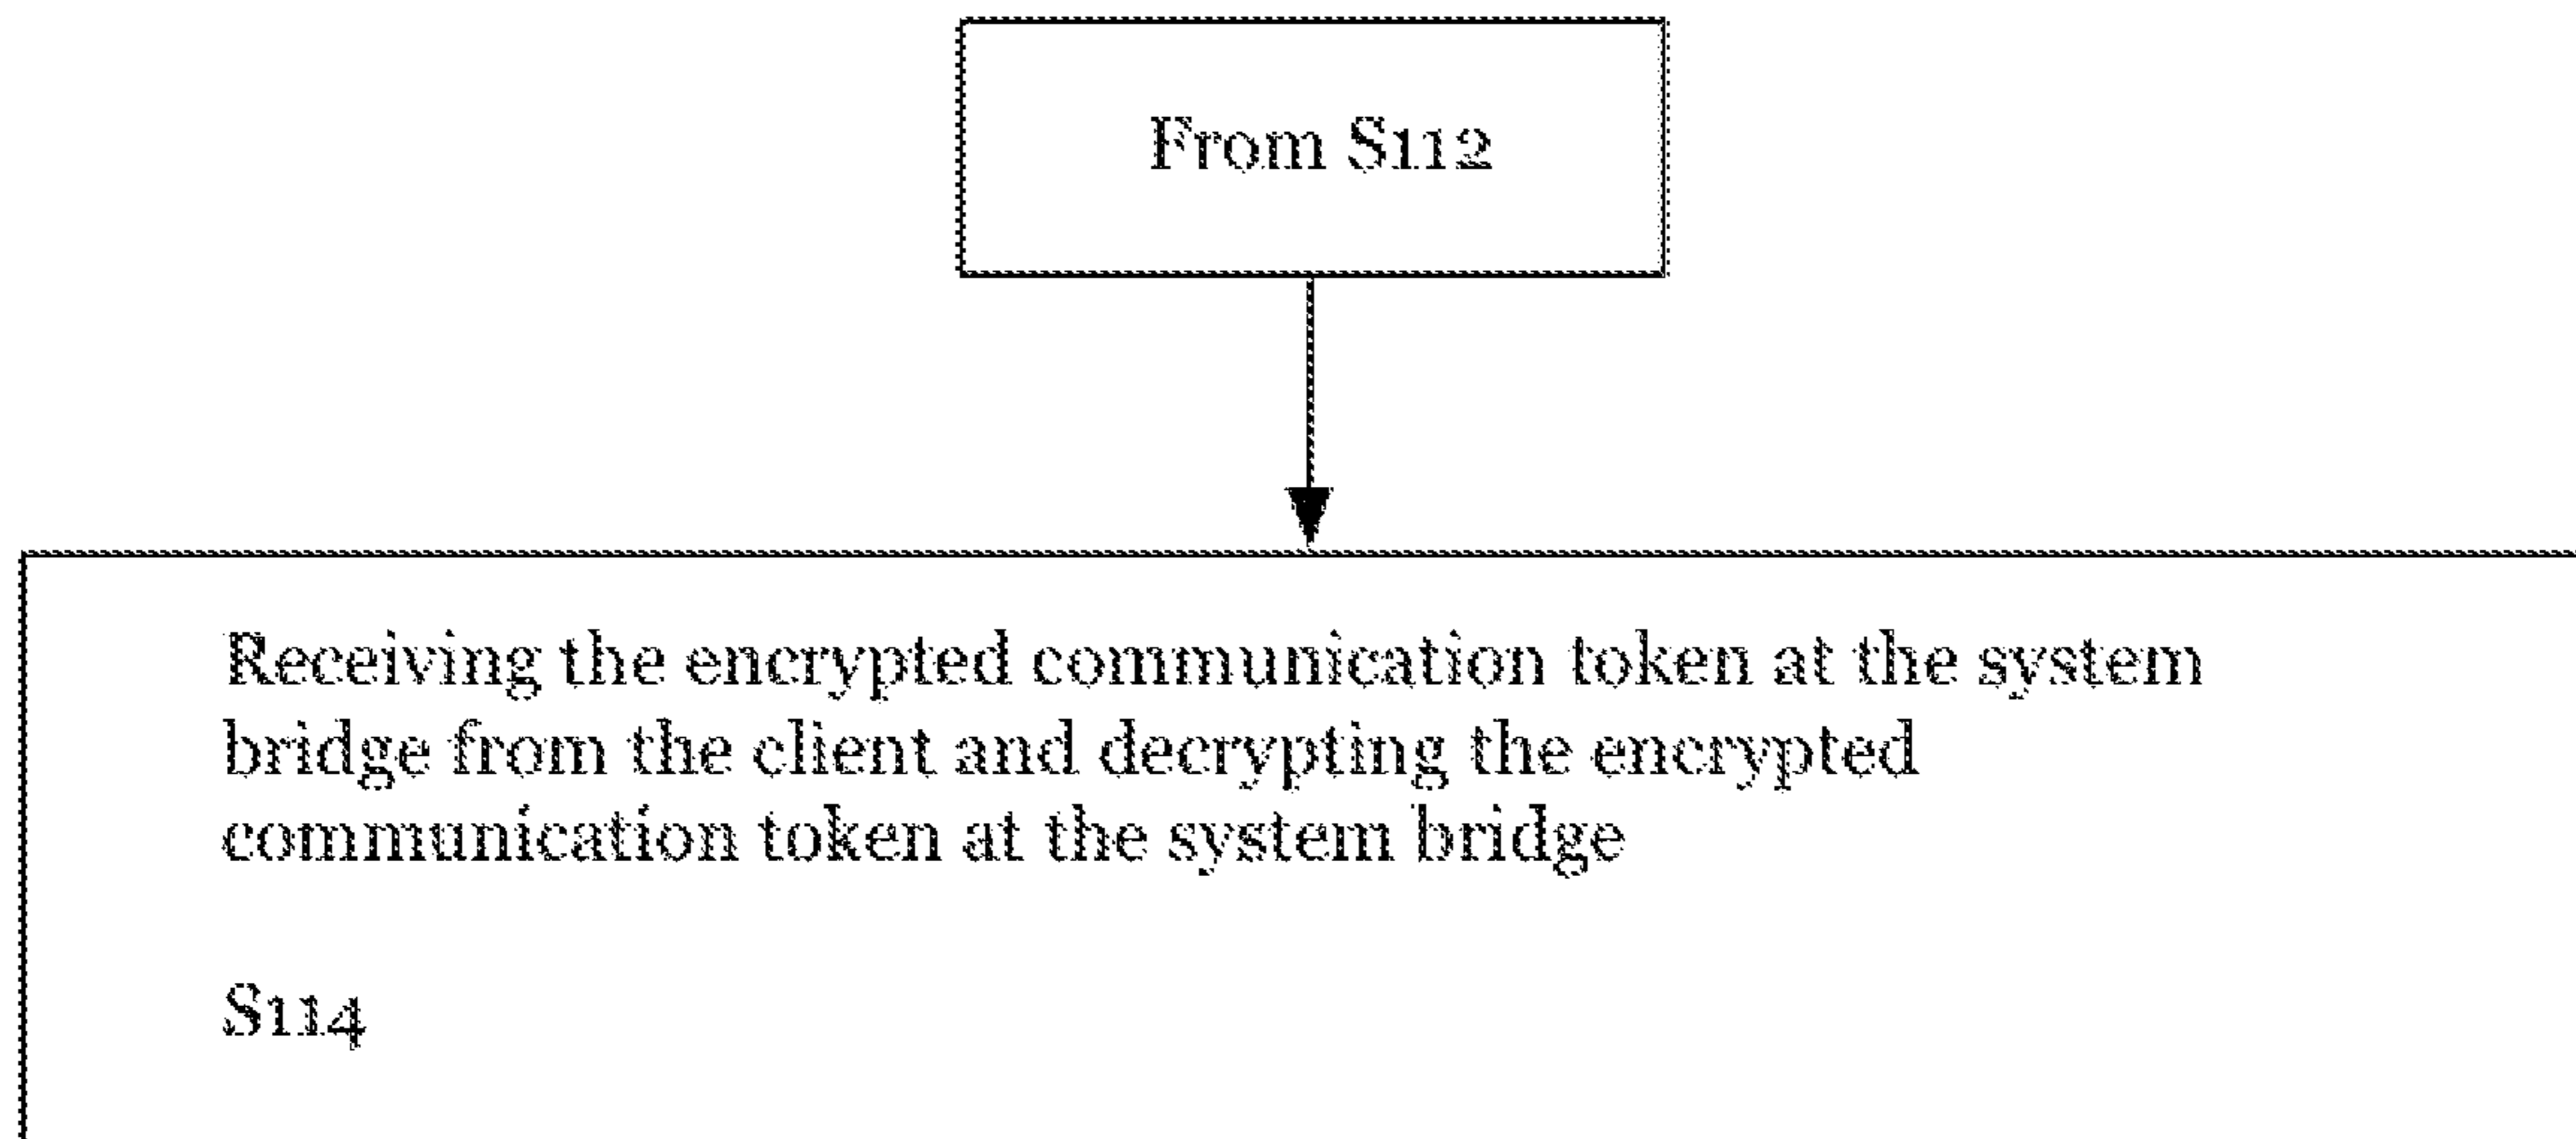 From S112
Receiving the encrypted communication token at the system
bridge from the client and decrypting the encrypted
communication token at the system bridge
S114